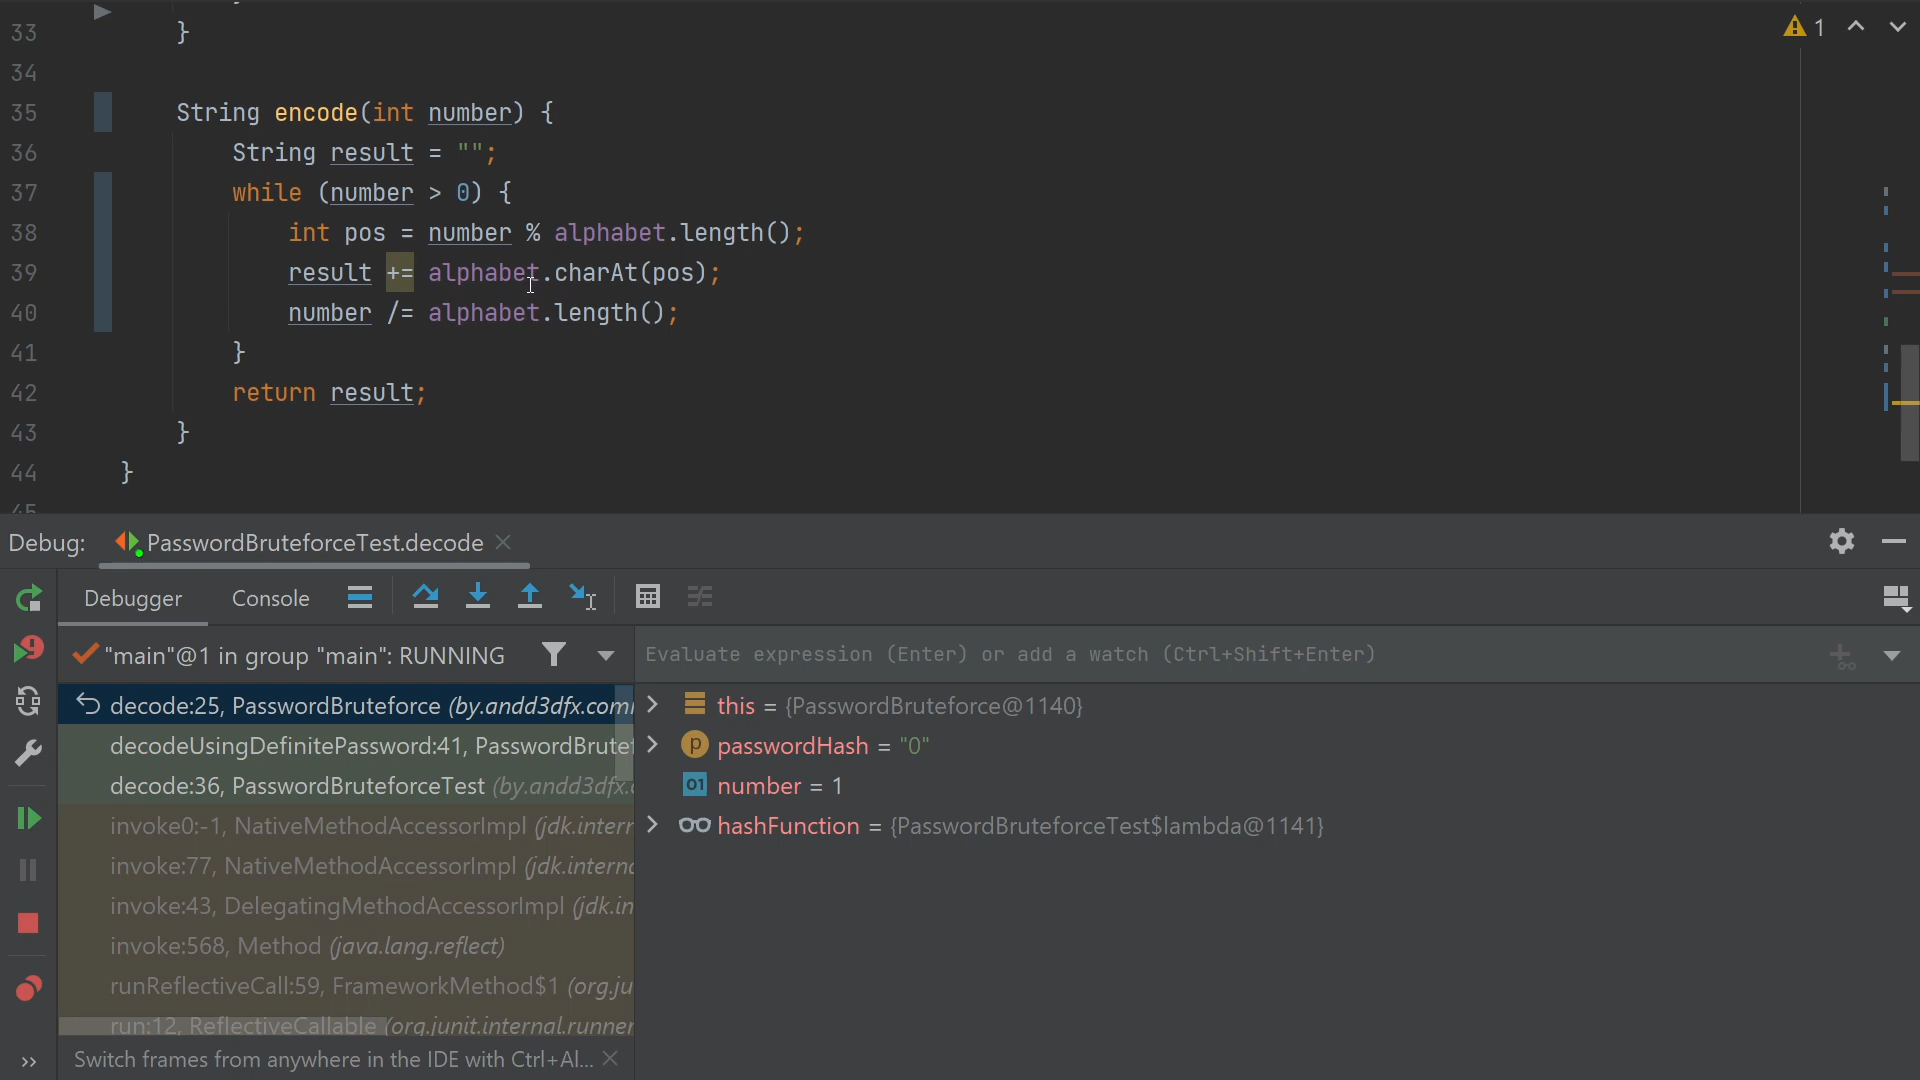 33 }
34
35 String encode(int number) {
36 String result = "";
37 while (number > 0) {
38 int pos = number % alphabet.length();
39 result += alphabet.charAt(pos);
40 number /= alphabet.length();
41 }
42 return result;
43 }
44 }
45
1
Debug: PasswordBruteforceTest.decode
Debugger Console
"main"@1 in group "main": RUNNING
Evaluate expression (Enter) or add a watch (Ctrl+Shift+Enter)
decode:25, PasswordBruteforce (by.andd3dfx.com
decodeUsingDefinitePassword:41, PasswordBrutef
decode:36, PasswordBruteforceTest (by.andd3dfx.
invoke0:-1, NativeMethodAccessorImpl (jdk.intern
invoke:77, NativeMethodAccessorImpl (jdk.interna
invoke:43, DelegatingMethodAccessorImpl (jdk.in
invoke:568, Method (java.lang.reflect)
runReflectiveCall:59, FrameworkMethod$1 (org.ju
run:12, ReflectiveCallable (org.junit.internal.runner
Switch frames from anywhere in the IDE with Ctrl+Al...
this = {PasswordBruteforce@1140}
p passwordHash = "0"
01 number = 1
hashFunction = {PasswordBruteforceTest$lambda@1141}